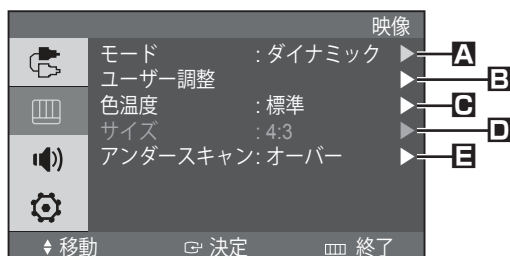 映像
モード : ダイナミック A
ユーザー調整 B
色温度 : 標準 C
サイズ : 4:3 D
アンダースキャン: オーバー E
移動 決定 終了